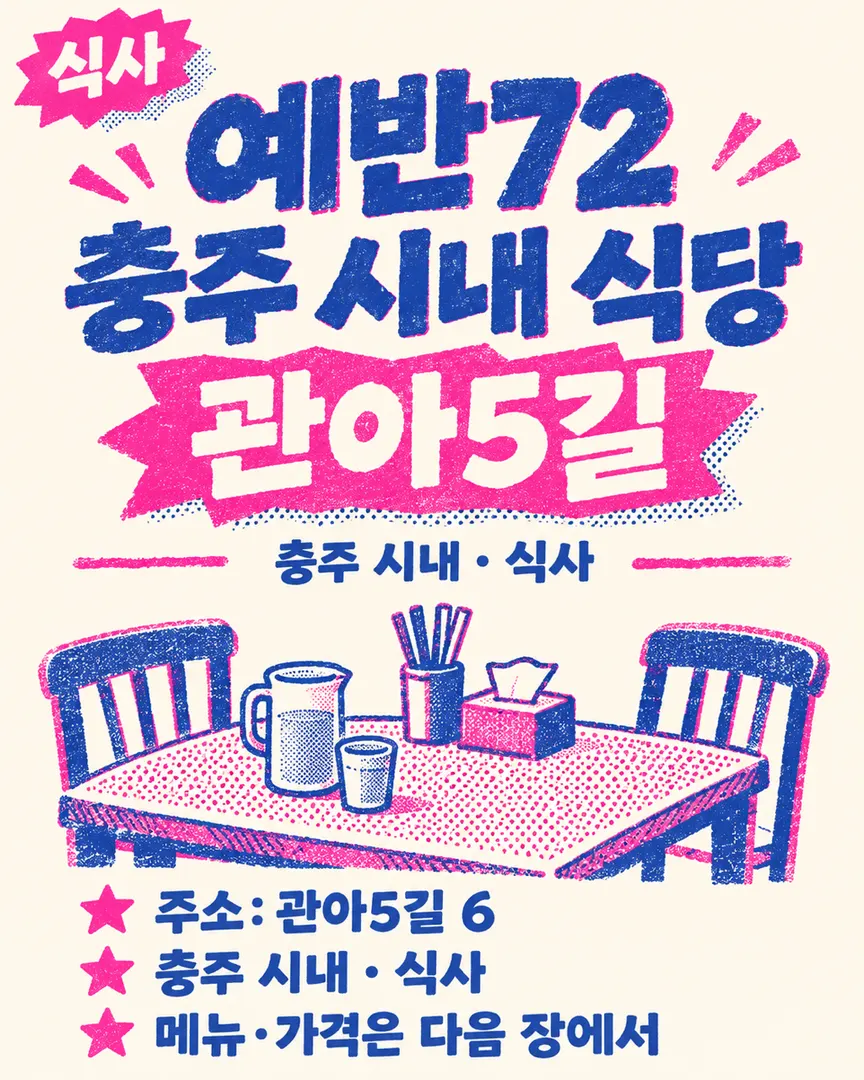 식사
예반72
충주 시내 식당
관아5길
충주 시내 · 식사
주소: 관아5길 6
충주 시내 · 식사
메뉴·가격은 다음 장에서